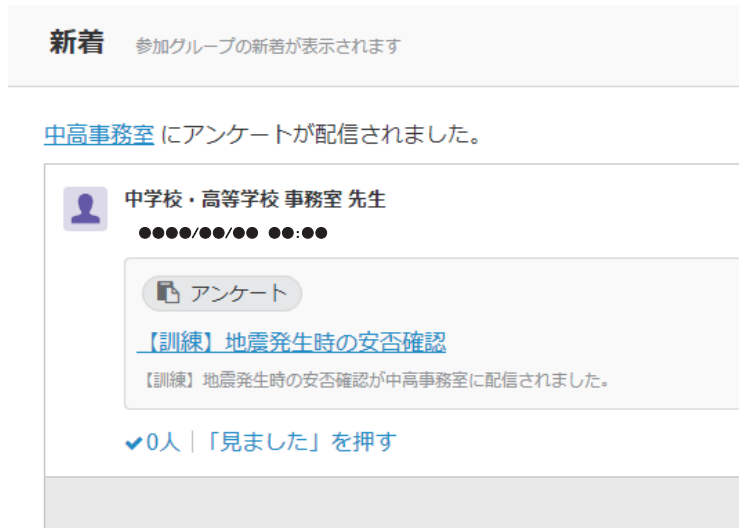 新着 参加グループの新着が表示されます
中高事務室 にアンケートが配信されました。
中学校・高等学校 事務室 先生
●●●●/●●/●● ●●:●●
アンケート
【訓練】地震発生時の安否確認
【訓練】地震発生時の安否確認が中高事務室に配信されました。
✔0人|「見ました」を押す